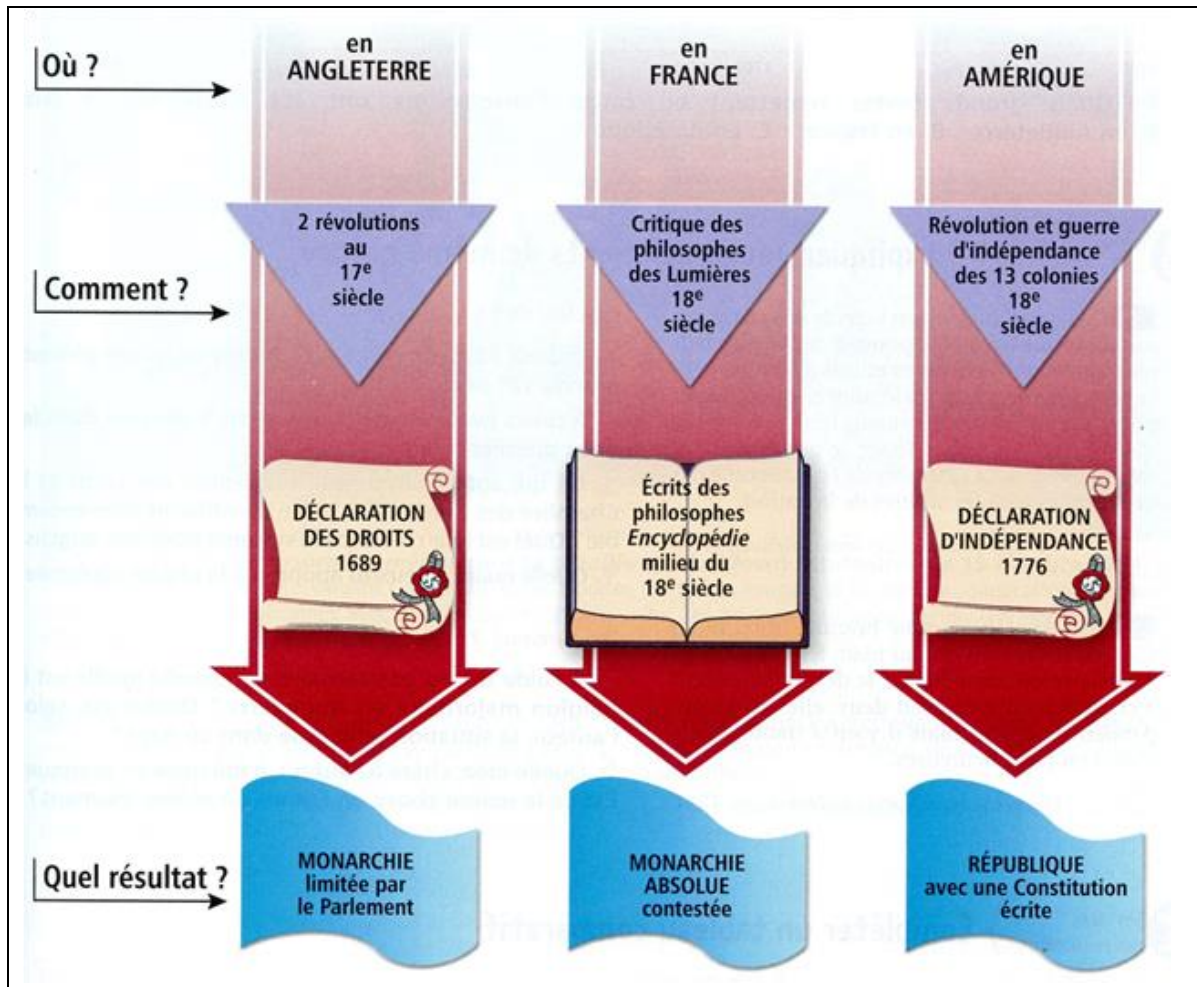 Où ?
en
ANGLETERRE
en
FRANCE
en
AMÉRIQUE
Comment ?
2 révolutions
au
17e
siècle
Critique des
philosophes
des Lumières
18e
siècle
Révolution et guerre
d'indépendance
des 13 colonies
18e
siècle
DÉCLARATION
DES DROITS
1689
Écrits des
philosophes
Encyclopédie
milieu du
18e siècle
DÉCLARATION
D'INDÉPENDANCE
1776
Quel résultat ?
MONARCHIE
limitée par
le Parlement
MONARCHIE
ABSOLUE
contestée
RÉPUBLIQUE
avec une Constitution
écrite